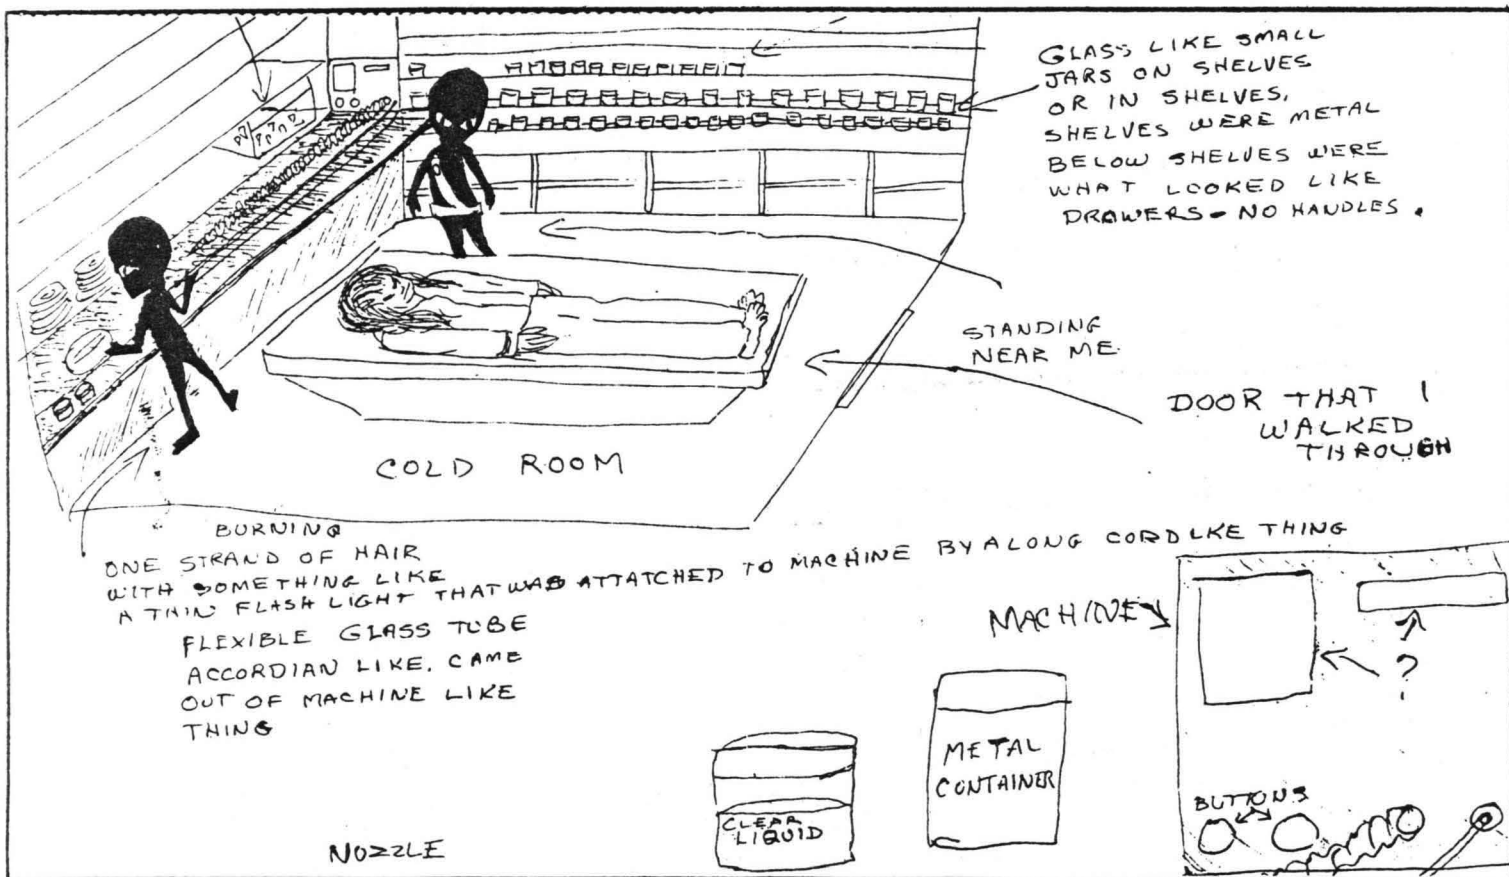 GLASS LIKE SMALL
JARS ON SHELVES
OR IN SHELVES,
SHELVES WERE METAL
BELOW SHELVES WERE
WHAT LOOKED LIKE
DRAWERS - NO HANDLES.
STANDING
NEAR ME.
DOOR THAT I
WALKED
THROUGH
COLD ROOM
BURNING
ONE STRAND OF HAIR
WITH SOMETHING LIKE
A THIN FLASH LIGHT THAT WAS ATTATCHED TO MACHINE BY A LONG CORDLKE THING
FLEXIBLE GLASS TUBE
ACCORDIAN LIKE. CAME
OUT OF MACHINE LIKE
THING
MACHINE
?
METAL
CONTAINER
CLEAR
LIQUID
BUTTONS
NOZZLE